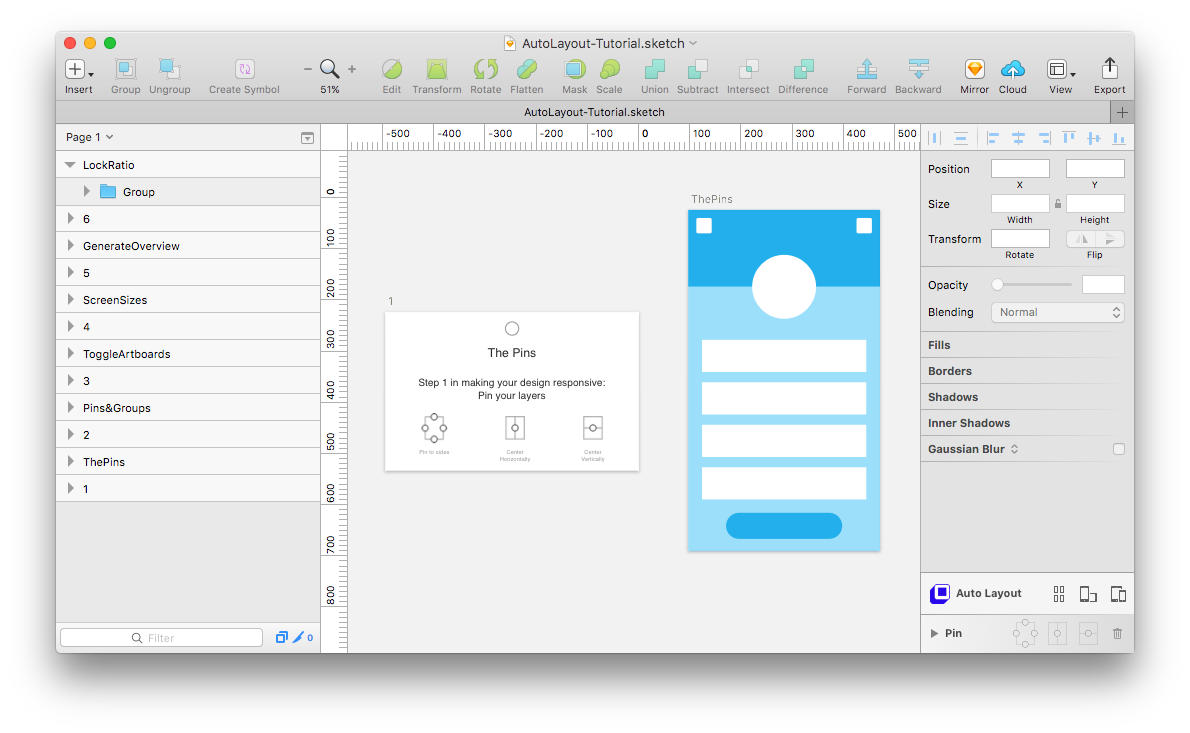 AutoLayout-Tutorial.sketch
Insert Group Ungroup Create Symbol 51% Edit Transform Rotate Flatten Mask Scale Union Subtract Intersect Difference Forward Backward Mirror Cloud View Export
AutoLayout-Tutorial.sketch
Page 1
-500 -400 -300 -200 -100 0 100 200 300 400 500
LockRatio
Group
6
GenerateOverview
5
ScreenSizes
4
ToggleArtboards
3
Pins&Groups
2
ThePins
1
Filter
0
0
100
200
300
400
500
600
700
800
1
The Pins
Step 1 in making your design responsive:
Pin your layers
Pin to sides
Center
Horizontally
Center
Vertically
ThePins
Position
X Y
Size
Width Height
Transform
Rotate Flip
Opacity
Blending Normal
Fills
Borders
Shadows
Inner Shadows
Gaussian Blur
Auto Layout
Pin